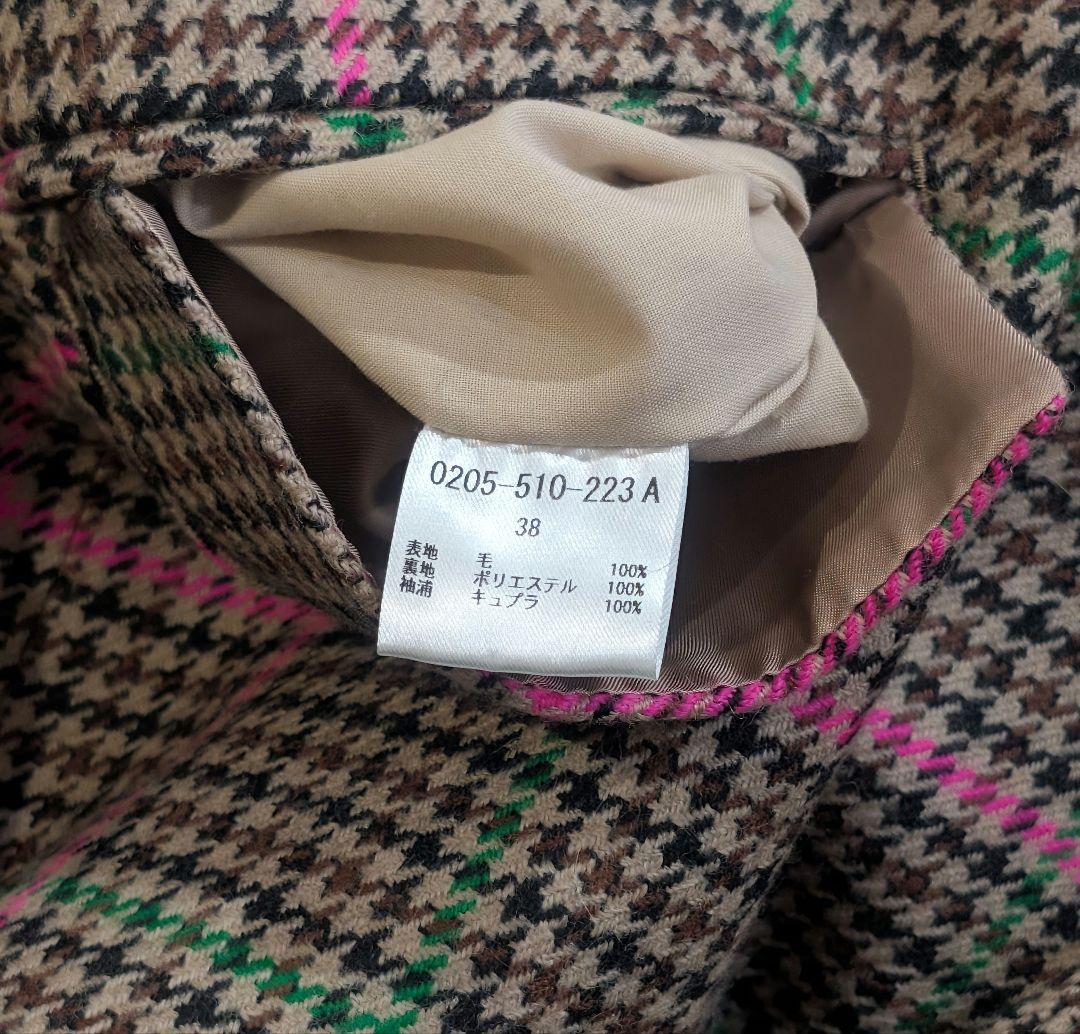 0205-510-223 A
38
表地 毛 100%
裏地 ポリエステル 100%
袖浦 キュプラ 100%